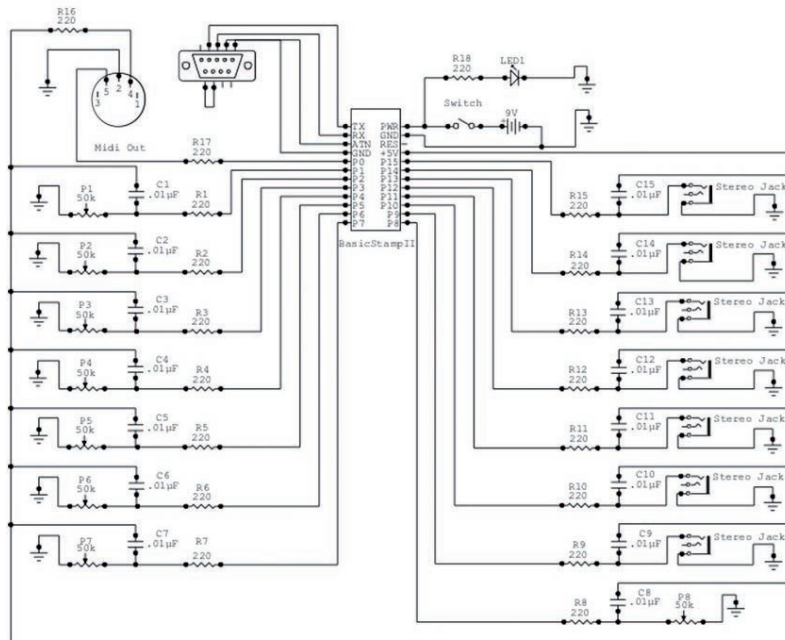 R16
220
5 2 4
3 1
Midi Out
R17
220
R18
220
LED1
Switch
9V
+
TX PWR
RX GND
ATN RES
GND +5V
P0 P15
P1 P14
P2 P13
P3 P12
P4 P11
P5 P10
P6 P9
P7 P8
BasicStampII
P1
50k
C1
.01µF
R1
220
P2
50k
C2
.01µF
R2
220
P3
50k
C3
.01µF
R3
220
P4
50k
C4
.01µF
R4
220
P5
50k
C5
.01µF
R5
220
P6
50k
C6
.01µF
R6
220
P7
50k
C7
.01µF
R7
220
R15
220
C15
.01µF
Stereo Jack
R14
220
C14
.01µF
Stereo Jack
R13
220
C13
.01µF
Stereo Jack
R12
220
C12
.01µF
Stereo Jack
R11
220
C11
.01µF
Stereo Jack
R10
220
C10
.01µF
Stereo Jack
R9
220
C9
.01µF
Stereo Jack
R8
220
C8
.01µF
P8
50k